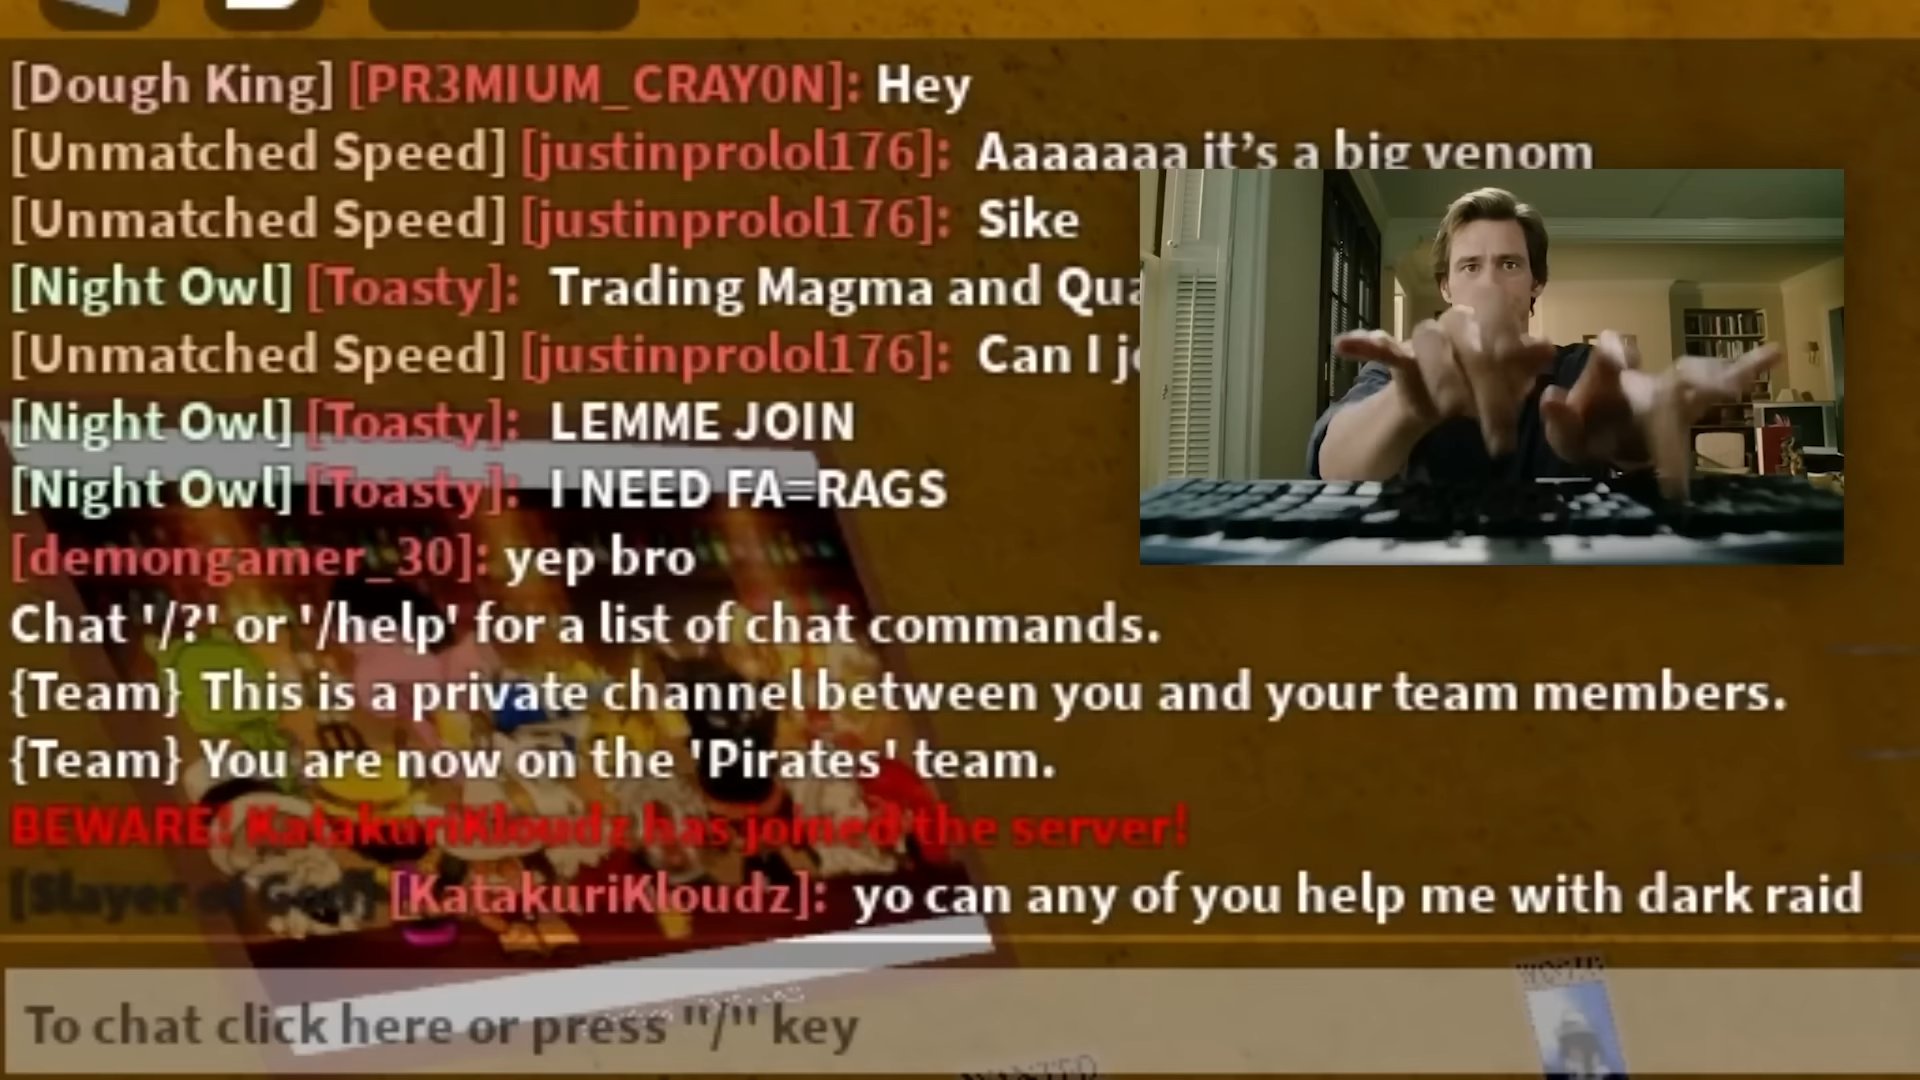 [Dough King] [PR3MIUM_CRAY0N]: Hey
[Unmatched Speed] [justinprolol176]: Aaaaaaa it’s a big venom
[Unmatched Speed] [justinprolol176]: Sike
[Night Owl] [Toasty]: Trading Magma and
[Unmatched Speed] [justinprolol176]: Can I
[Night Owl] [Toasty]: LEMME JOIN
[Night Owl] [Toasty]: I NEED FA=RAGS
[demongamer_30]: yep bro
Chat '/?' or '/help' for a list of chat commands.
{Team} This is a private channel between you and your team members.
{Team} You are now on the 'Pirates' team.
BEWARE! KatakuriKloudz has joined the server!
[Slayer of God] [KatakuriKloudz]: yo can any of you help me with dark raid
To chat click here or press "/" key
WANTED